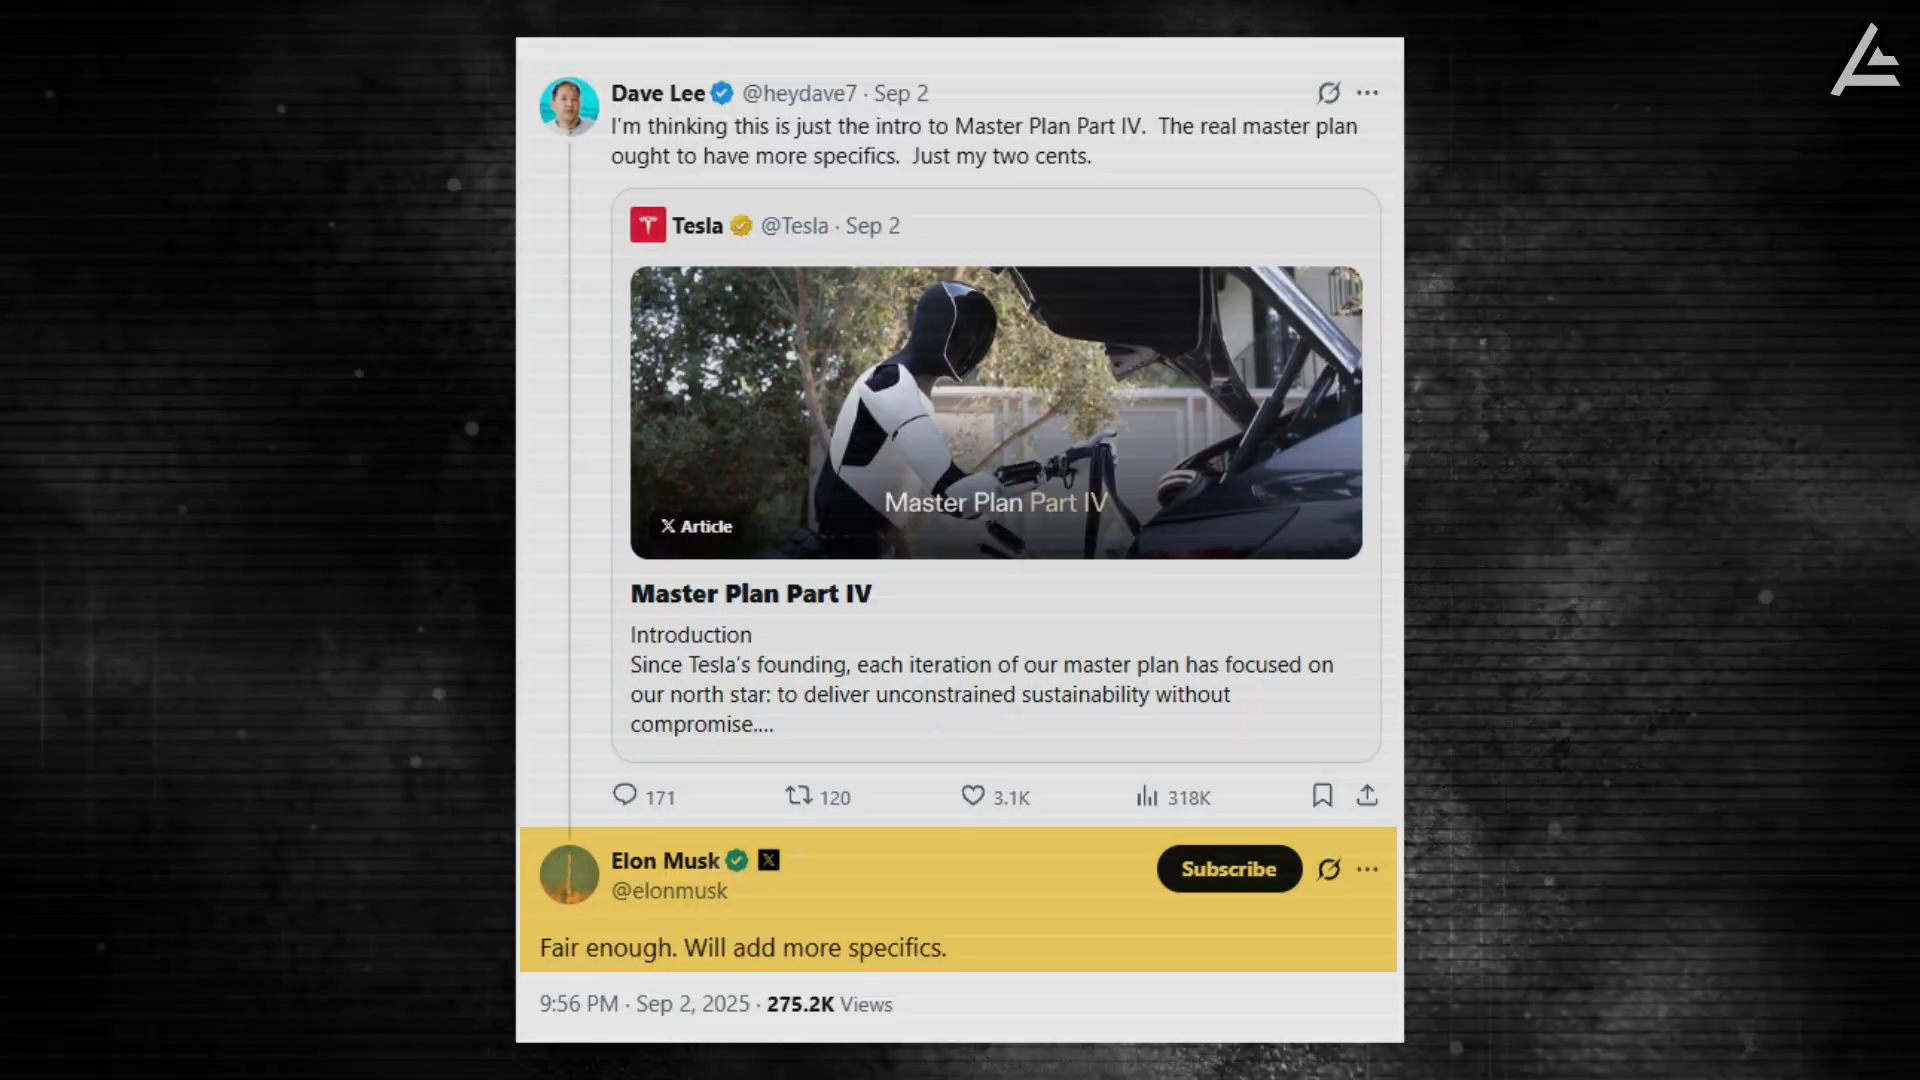 Dave Lee @heydave7 · Sep 2
I'm thinking this is just the intro to Master Plan Part IV.  The real master plan
ought to have more specifics.  Just my two cents.
Tesla @Tesla · Sep 2
Master Plan Part IV
X Article
Master Plan Part IV
Introduction
Since Tesla's founding, each iteration of our master plan has focused on
our north star: to deliver unconstrained sustainability without
compromise....
171 120 3.1K 318K
Elon Musk X
Subscribe
@elonmusk
Fair enough. Will add more specifics.
9:56 PM · Sep 2, 2025 · 275.2K Views